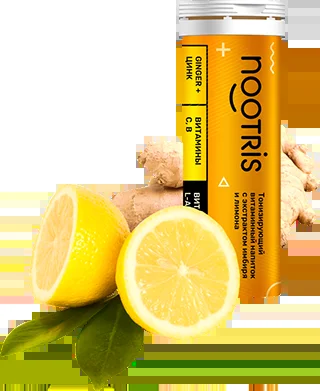 GINGER +
ЦИНК
ВИТАМИНЫ
C, B
nooTRIS
Тонизирующий
витаминный напиток
с экстрактом имбиря
и лимона